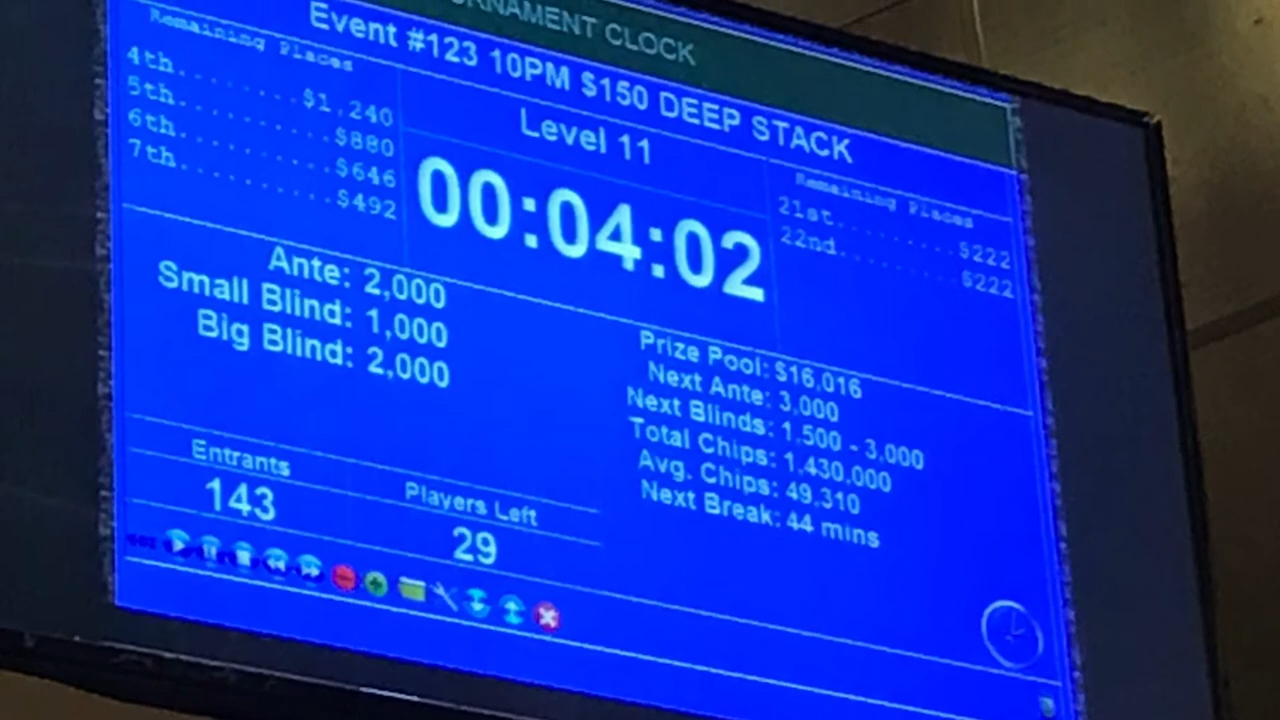 RNAMENT CLOCK
Event #123 10PM $150 DEEP STACK
Remaining Places
4th.......$1,240
5th..........$880
6th..........$646
7th..........$492
Level 11
00:04:02
Remaining Places
21st.........$222
22nd.........$222
Ante: 2,000
Small Blind: 1,000
Big Blind: 2,000
Prize Pool: $16,016
Next Ante: 3,000
Next Blinds: 1,500 - 3,000
Total Chips: 1,430,000
Avg. Chips: 49,310
Next Break: 44 mins
Entrants
143
Players Left
29